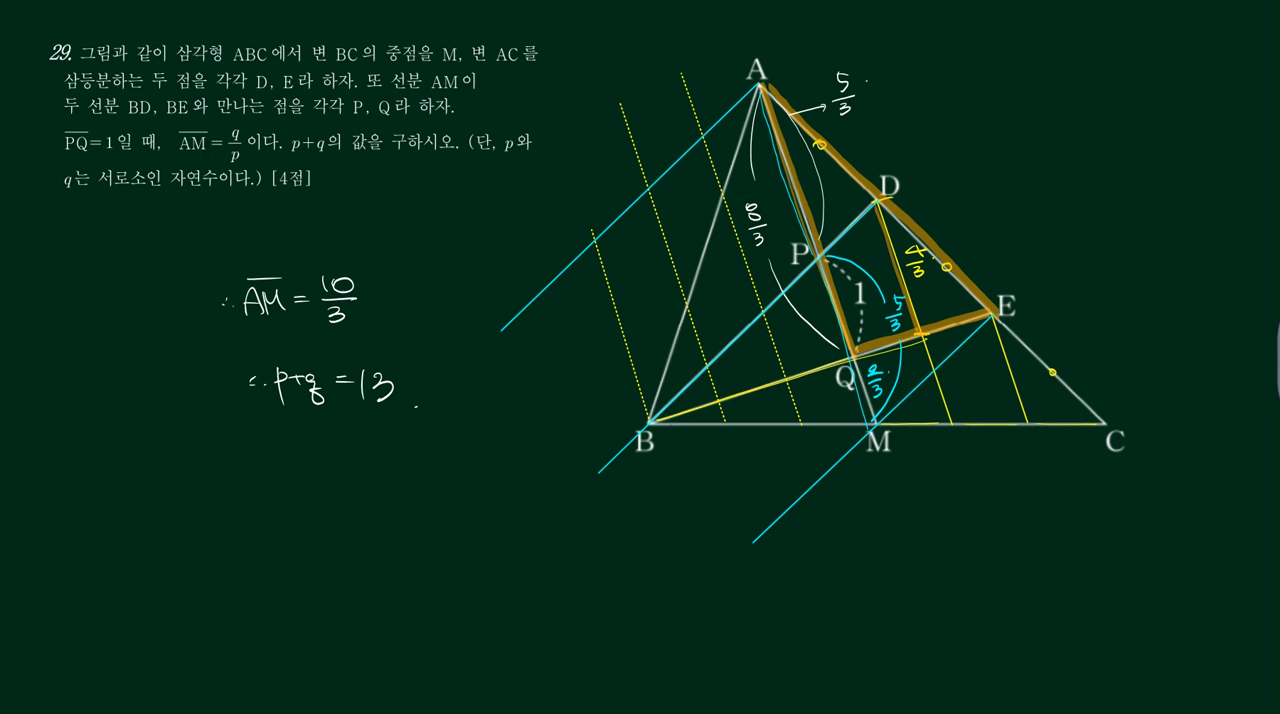 29. 그림과 같이 삼각형 ABC에서 변 BC의 중점을 M, 변 AC를
삼등분하는 두 점을 각각 D, E라 하자. 또 선분 AM이
두 선분 BD, BE와 만나는 점을 각각 P, Q라 하자.
PQ=1일 때, AM=q/p이다. p+q의 값을 구하시오. (단, p와
q는 서로소인 자연수이다.) [4점]
∴ AM = 10/3
∴ p+q = 13.
A
5/3
D
8/3
P
4/3
1
5/3
E
Q
2/3
B
M
C